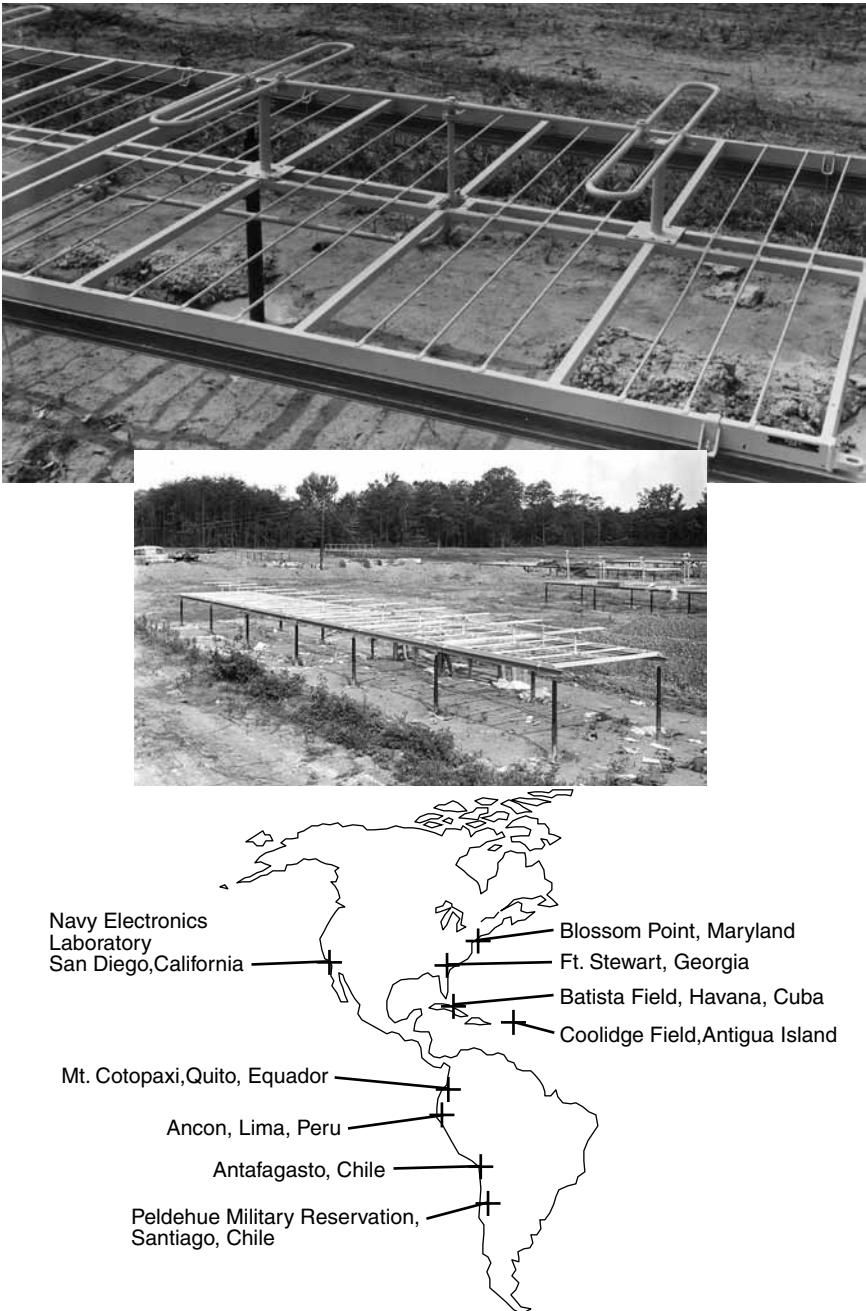 Navy Electronics
Laboratory
San Diego,California
Blossom Point, Maryland
Ft. Stewart, Georgia
Batista Field, Havana, Cuba
Coolidge Field,Antigua Island
Mt. Cotopaxi,Quito, Equador
Ancon, Lima, Peru
Antafagasto, Chile
Peldehue Military Reservation,
Santiago, Chile